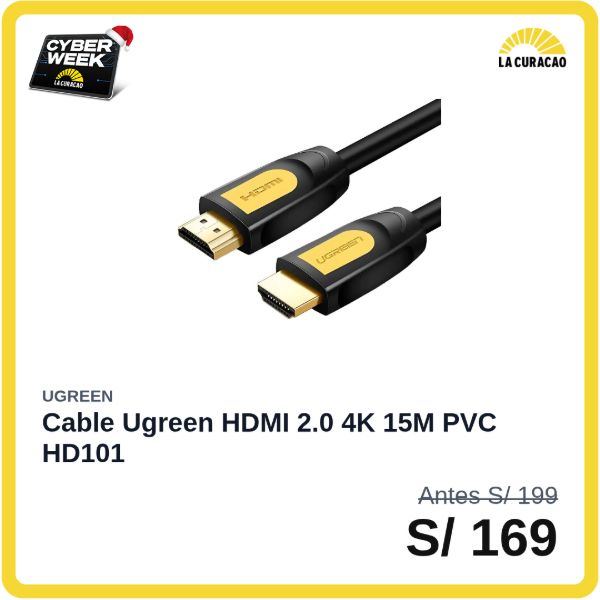 CYBER
WEEK
LA CURACAO
LA CURACAO
HDMI
UGREEN
UGREEN
Cable Ugreen HDMI 2.0 4K 15M PVC
HD101
Antes S/ 199
S/ 169